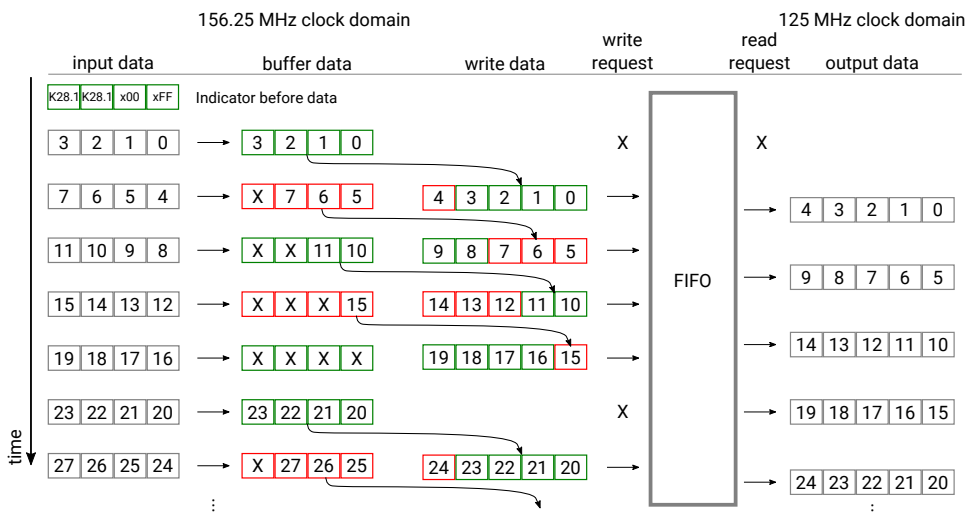 156.25 MHz clock domain 125 MHz clock domain
write read
input data buffer data write data request request output data
K28.1 K28.1 x00 xFF Indicator before data
3 2 1 0 3 2 1 0 X X
7 6 5 4 X 7 6 5 4 3 2 1 0 4 3 2 1 0
11 10 9 8 X X 11 10 9 8 7 6 5 9 8 7 6 5
FIFO
15 14 13 12 X X X 15 14 13 12 11 10 14 13 12 11 10
19 18 17 16 X X X X 19 18 17 16 15
23 22 21 20 23 22 21 20 X 19 18 17 16 15
27 26 25 24 X 27 26 25 24 23 22 21 20 24 23 22 21 20
time
⋮ ⋮